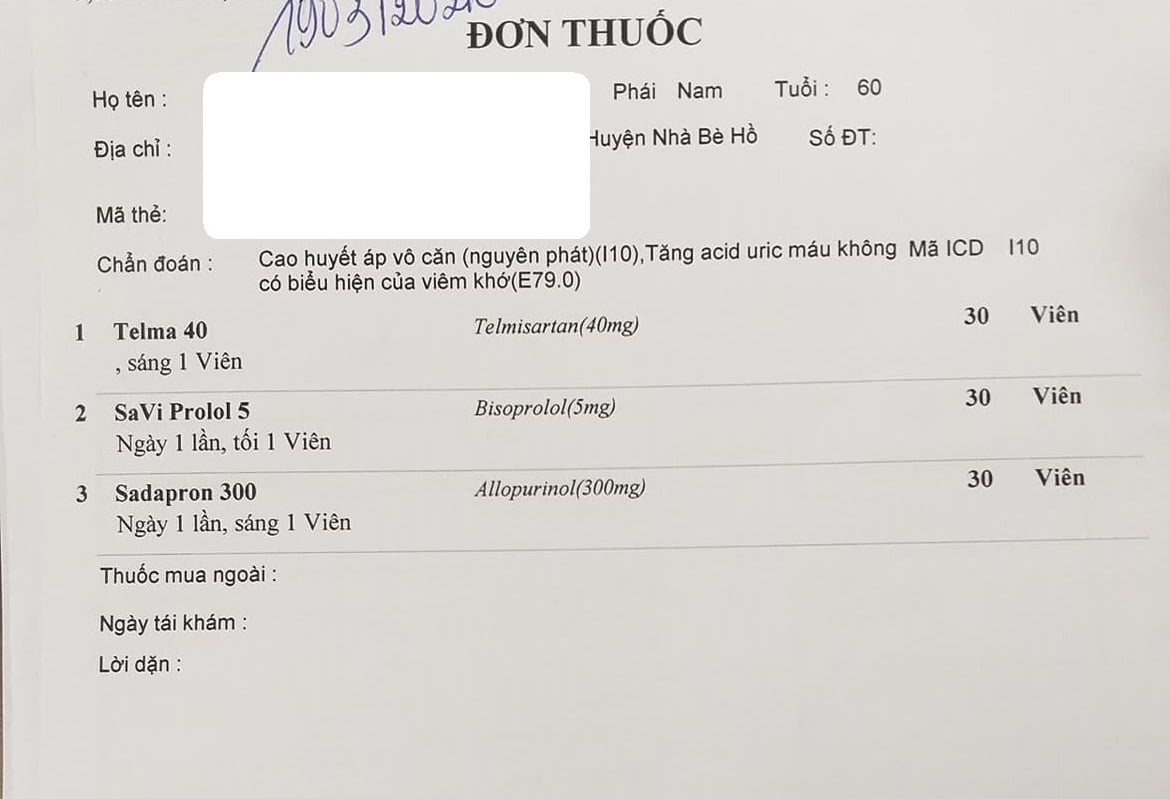 ĐƠN THUỐC
Họ tên : Phái Nam Tuổi : 60
Địa chỉ : Huyện Nhà Bè Hồ Số ĐT:
Mã thẻ:
Chẩn đoán : Cao huyết áp vô căn (nguyên phát)(I10),Tăng acid uric máu không Mã ICD I10
có biểu hiện của viêm khớ(E79.0)
1 Telma 40 Telmisartan(40mg) 30 Viên
, sáng 1 Viên
2 SaVi Prolol 5 Bisoprolol(5mg) 30 Viên
Ngày 1 lần, tối 1 Viên
3 Sadapron 300 Allopurinol(300mg) 30 Viên
Ngày 1 lần, sáng 1 Viên
Thuốc mua ngoài :
Ngày tái khám :
Lời dặn :